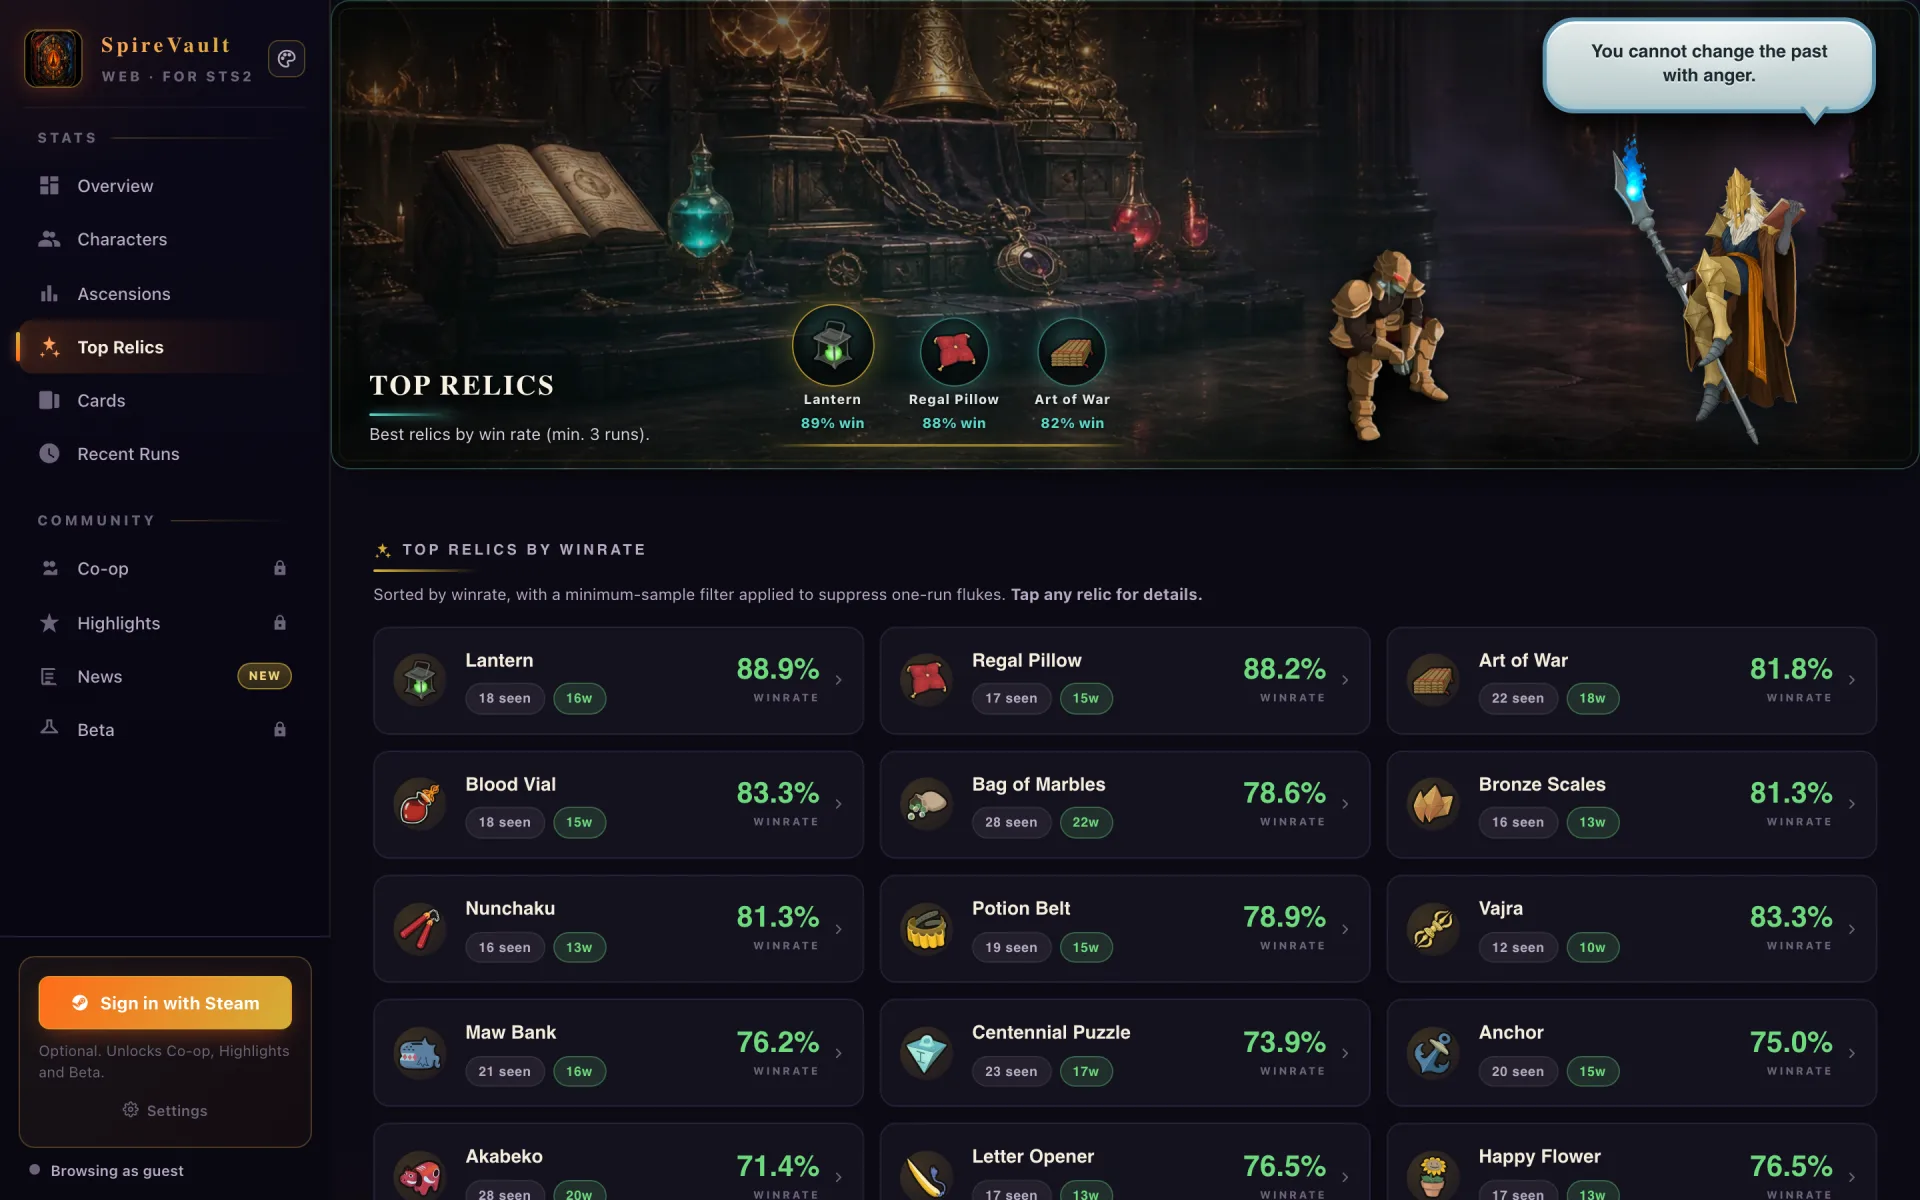 SpireVault
WEB · FOR STS2
STATS
Overview
Characters
Ascensions
Top Relics
Cards
Recent Runs
COMMUNITY
Co-op
Highlights
News
NEW
Beta
Sign in with Steam
Optional. Unlocks Co-op, Highlights
and Beta.
Settings
Browsing as guest
You cannot change the past
with anger.
TOP RELICS
Best relics by win rate (min. 3 runs).
Lantern
89% win
Regal Pillow
88% win
Art of War
82% win
TOP RELICS BY WINRATE
Sorted by winrate, with a minimum-sample filter applied to suppress one-run flukes. Tap any relic for details.
Lantern
18 seen
16w
88.9%
WINRATE
Regal Pillow
17 seen
15w
88.2%
WINRATE
Art of War
22 seen
18w
81.8%
WINRATE
Blood Vial
18 seen
15w
83.3%
WINRATE
Bag of Marbles
28 seen
22w
78.6%
WINRATE
Bronze Scales
16 seen
13w
81.3%
WINRATE
Nunchaku
16 seen
13w
81.3%
WINRATE
Potion Belt
19 seen
15w
78.9%
WINRATE
Vajra
12 seen
10w
83.3%
WINRATE
Maw Bank
21 seen
16w
76.2%
WINRATE
Centennial Puzzle
23 seen
17w
73.9%
WINRATE
Anchor
20 seen
15w
75.0%
WINRATE
Akabeko
28 seen
20w
71.4%
WINRATE
Letter Opener
17 seen
13w
76.5%
WINRATE
Happy Flower
17 seen
13w
76.5%
WINRATE